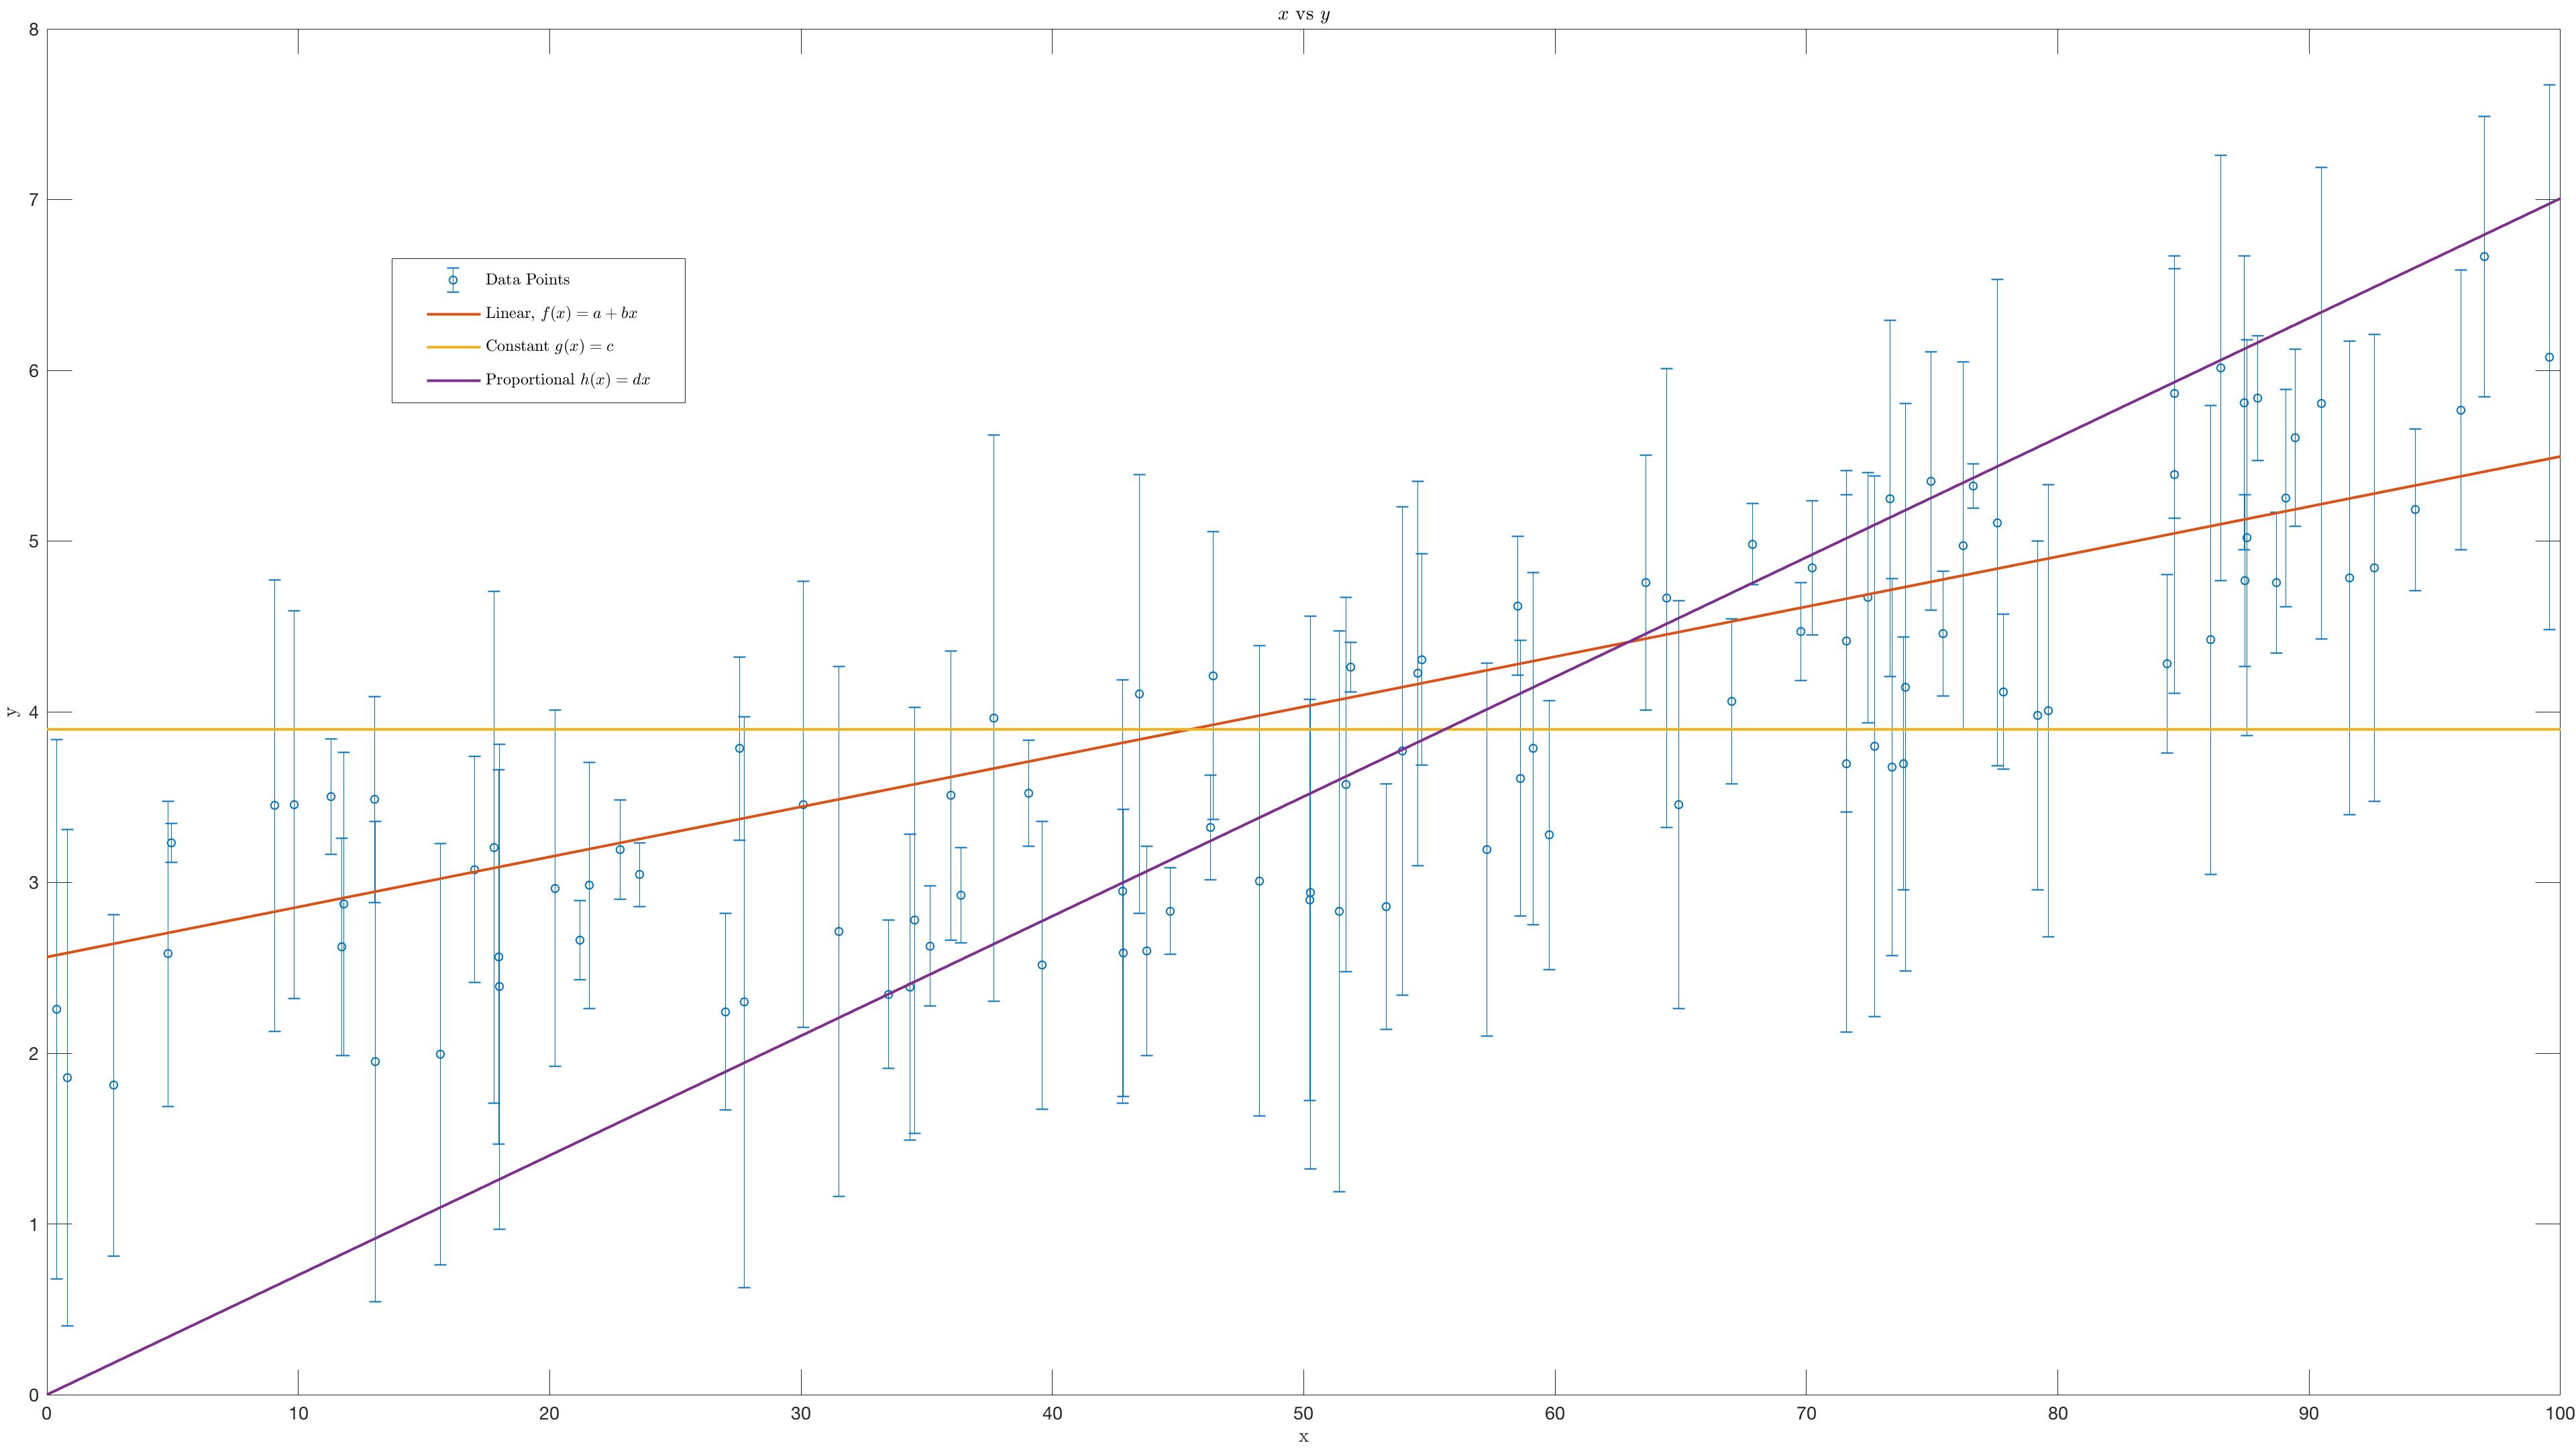 x vs y
8
7
6
5
4
3
2
1
0
y
Data Points
Linear, f(x) = a + bx
Constant g(x) = c
Proportional h(x) = dx
0 10 20 30 40 50 60 70 80 90 100
x